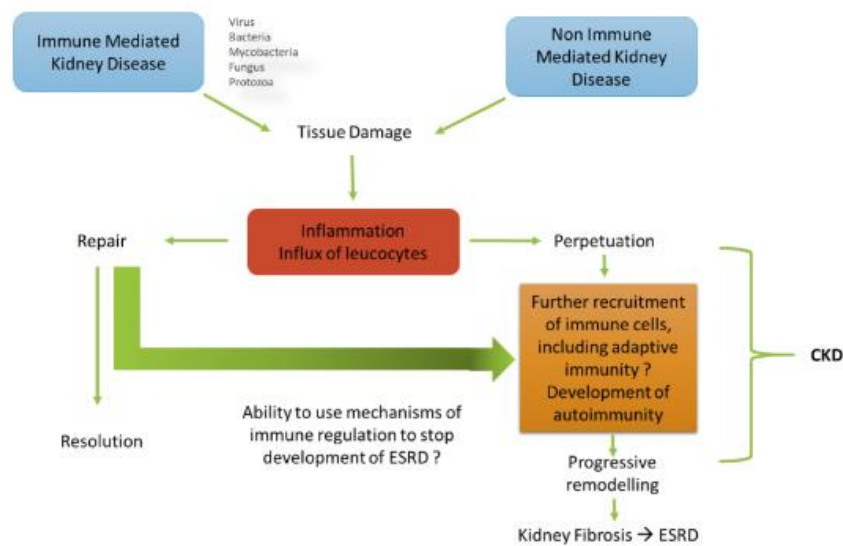 Immune Mediated
Kidney Disease
Virus
Bacteria
Mycobacteria
Fungus
Protozoa
Non Immune
Mediated Kidney
Disease
Tissue Damage
Inflammation
Influx of leucocytes
Repair
Perpetuation
Further recruitment
of immune cells,
including adaptive
immunity ?
Development of
autoimmunity
CKD
Ability to use mechanisms of
immune regulation to stop
development of ESRD ?
Resolution
Progressive
remodelling
Kidney Fibrosis → ESRD